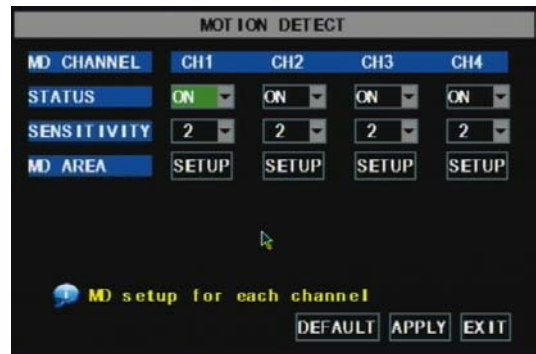 MOTION DETECT
MD CHANNEL CH1 CH2 CH3 CH4
STATUS ON ON ON ON
SENSITIVITY 2 2 2 2
MD AREA SETUP SETUP SETUP SETUP
MD setup for each channel
DEFAULT APPLY EXIT